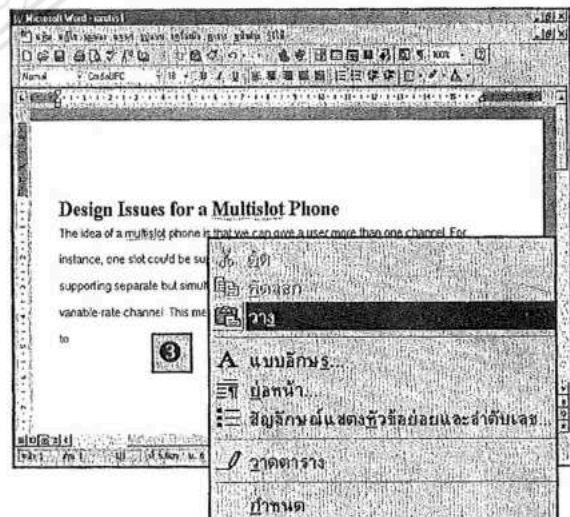 Microsoft Word -
Normal CordiaUPC 18 B I U
Design Issues for a Multislot Phone
The idea of a multislot phone is that we can give a user more than one channel. For
instance, one slot could be su
supporting separate but simult
variable-rate channel. This me
to
❸
ตัด
คัดลอก
วาง
แบบอักษร...
ย่อหน้า...
สัญลักษณ์แสดงหัวข้อย่อยและลำดับเลข...
วาดตาราง
กำหนด